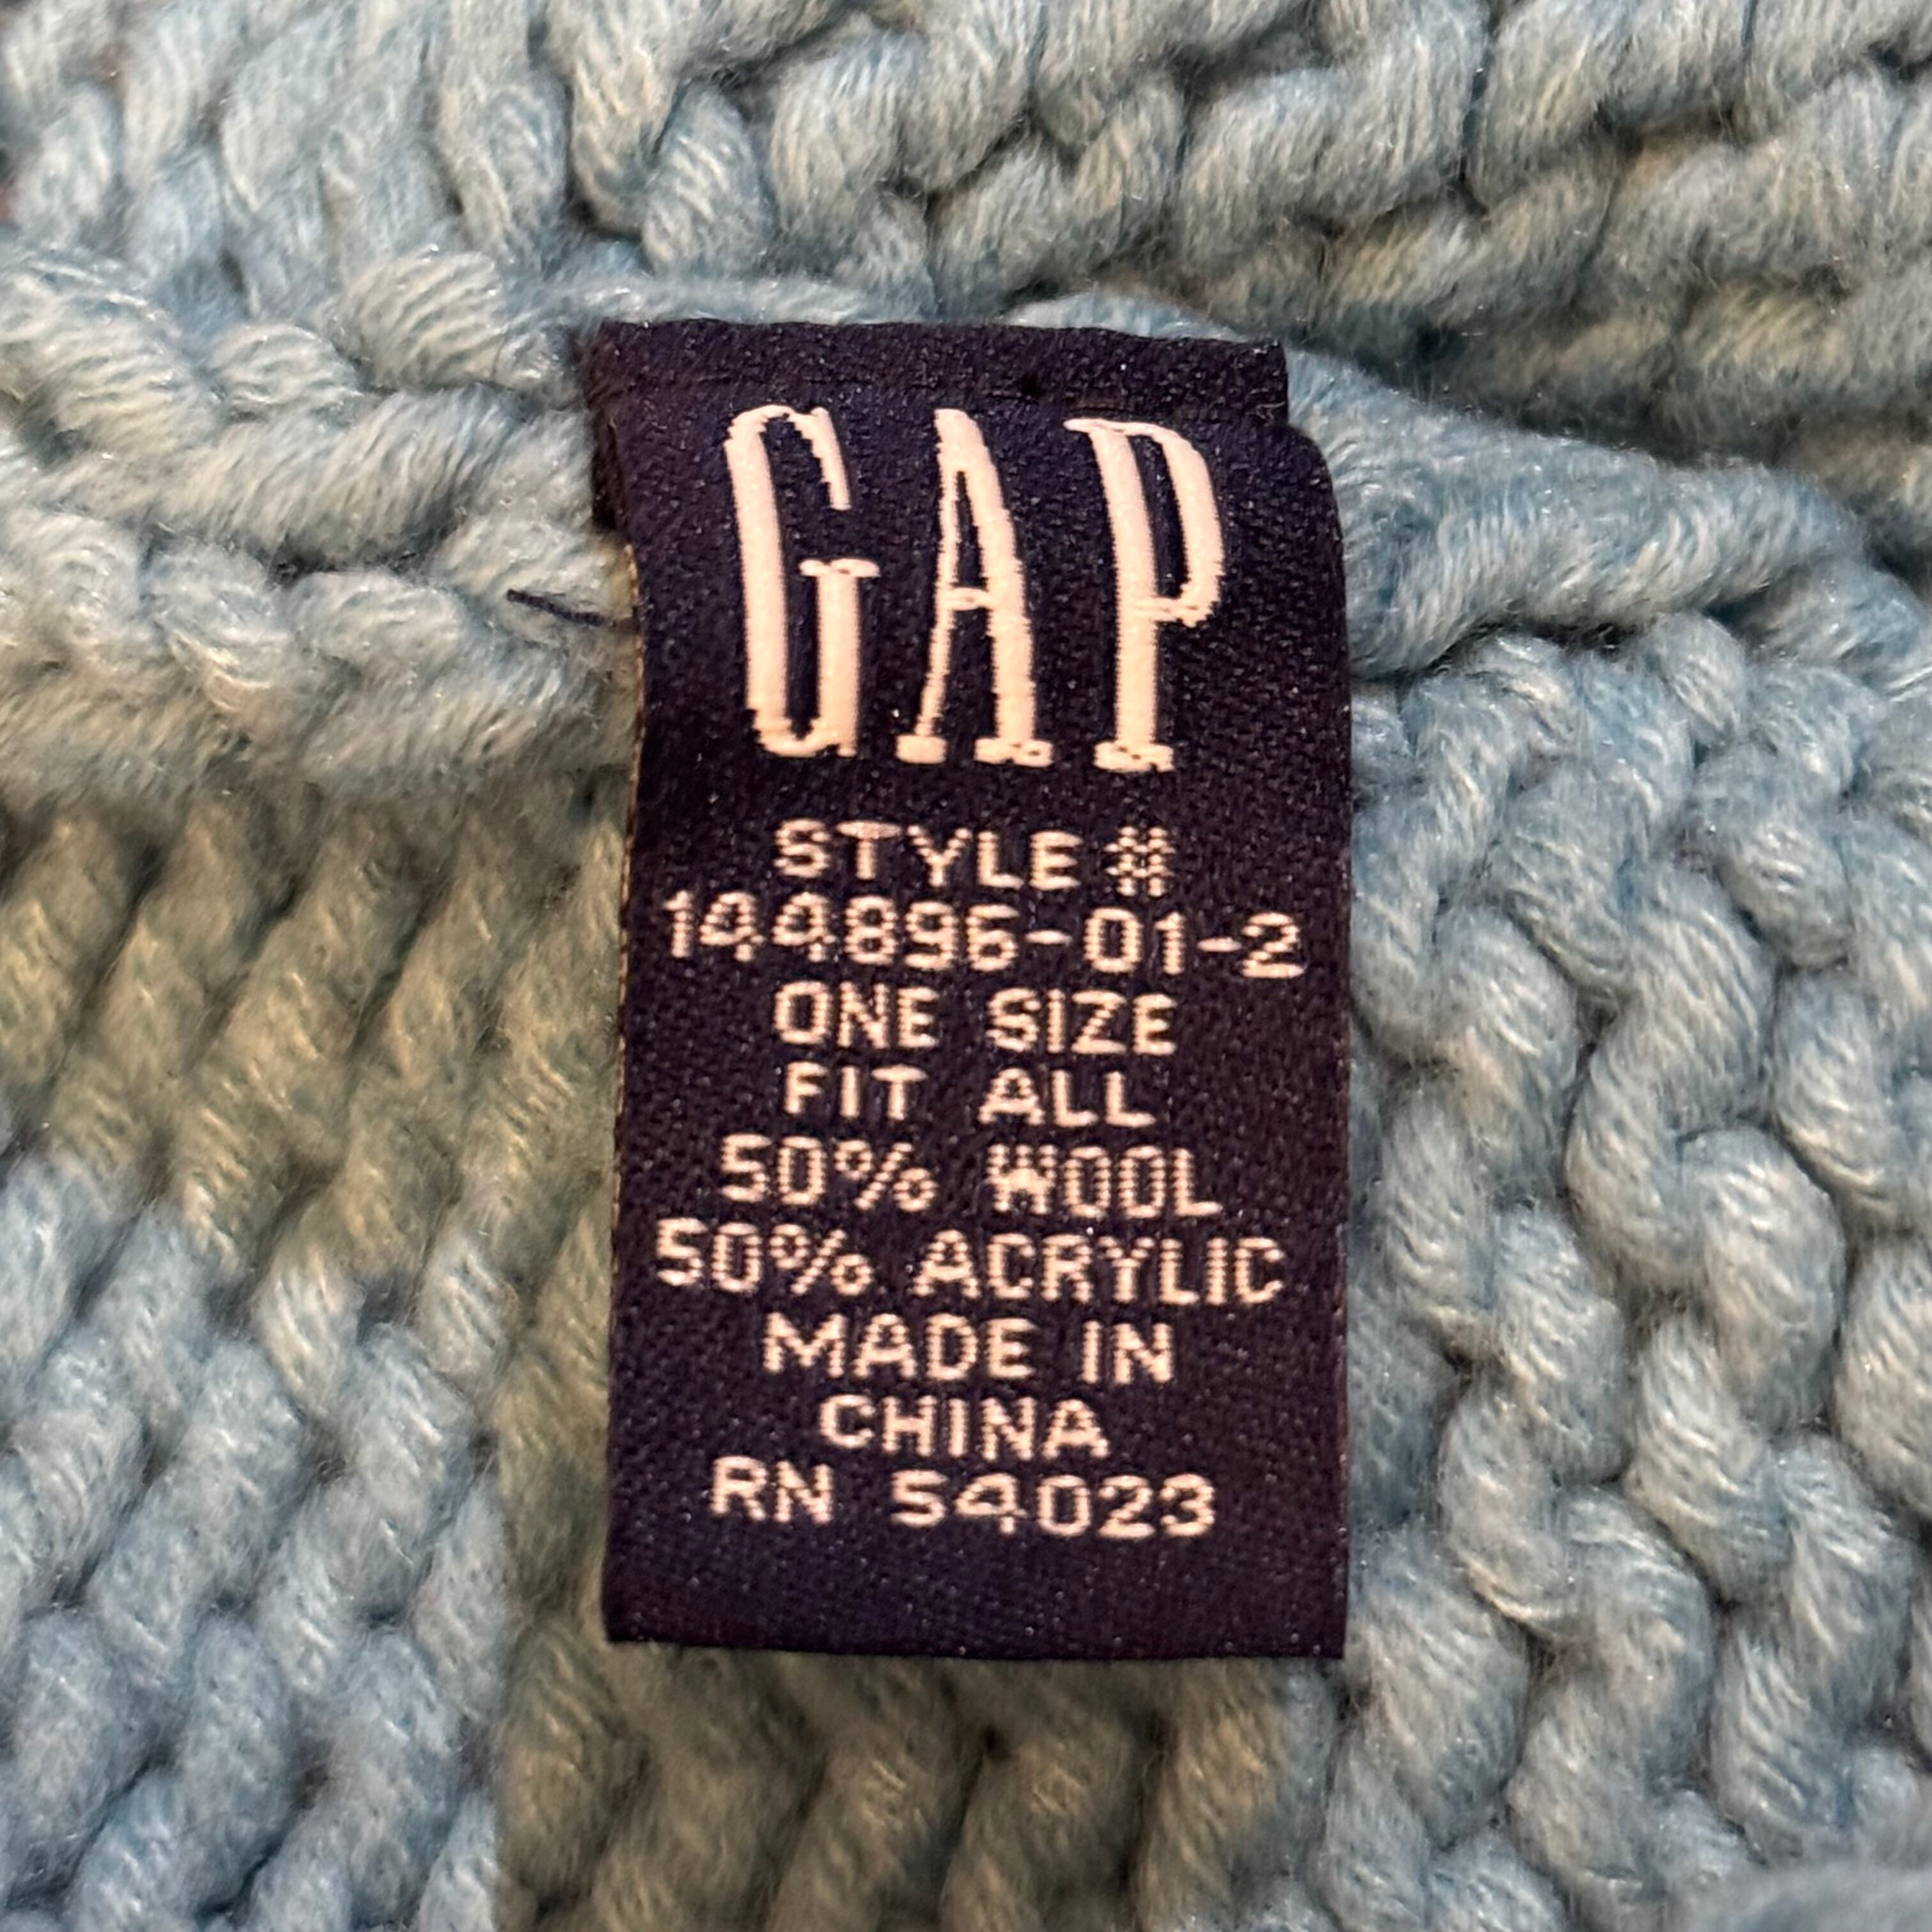 GAP
STYLE #
144896-01-2
ONE SIZE
FIT ALL
50% WOOL
50% ACRYLIC
MADE IN
CHINA
RN 54023